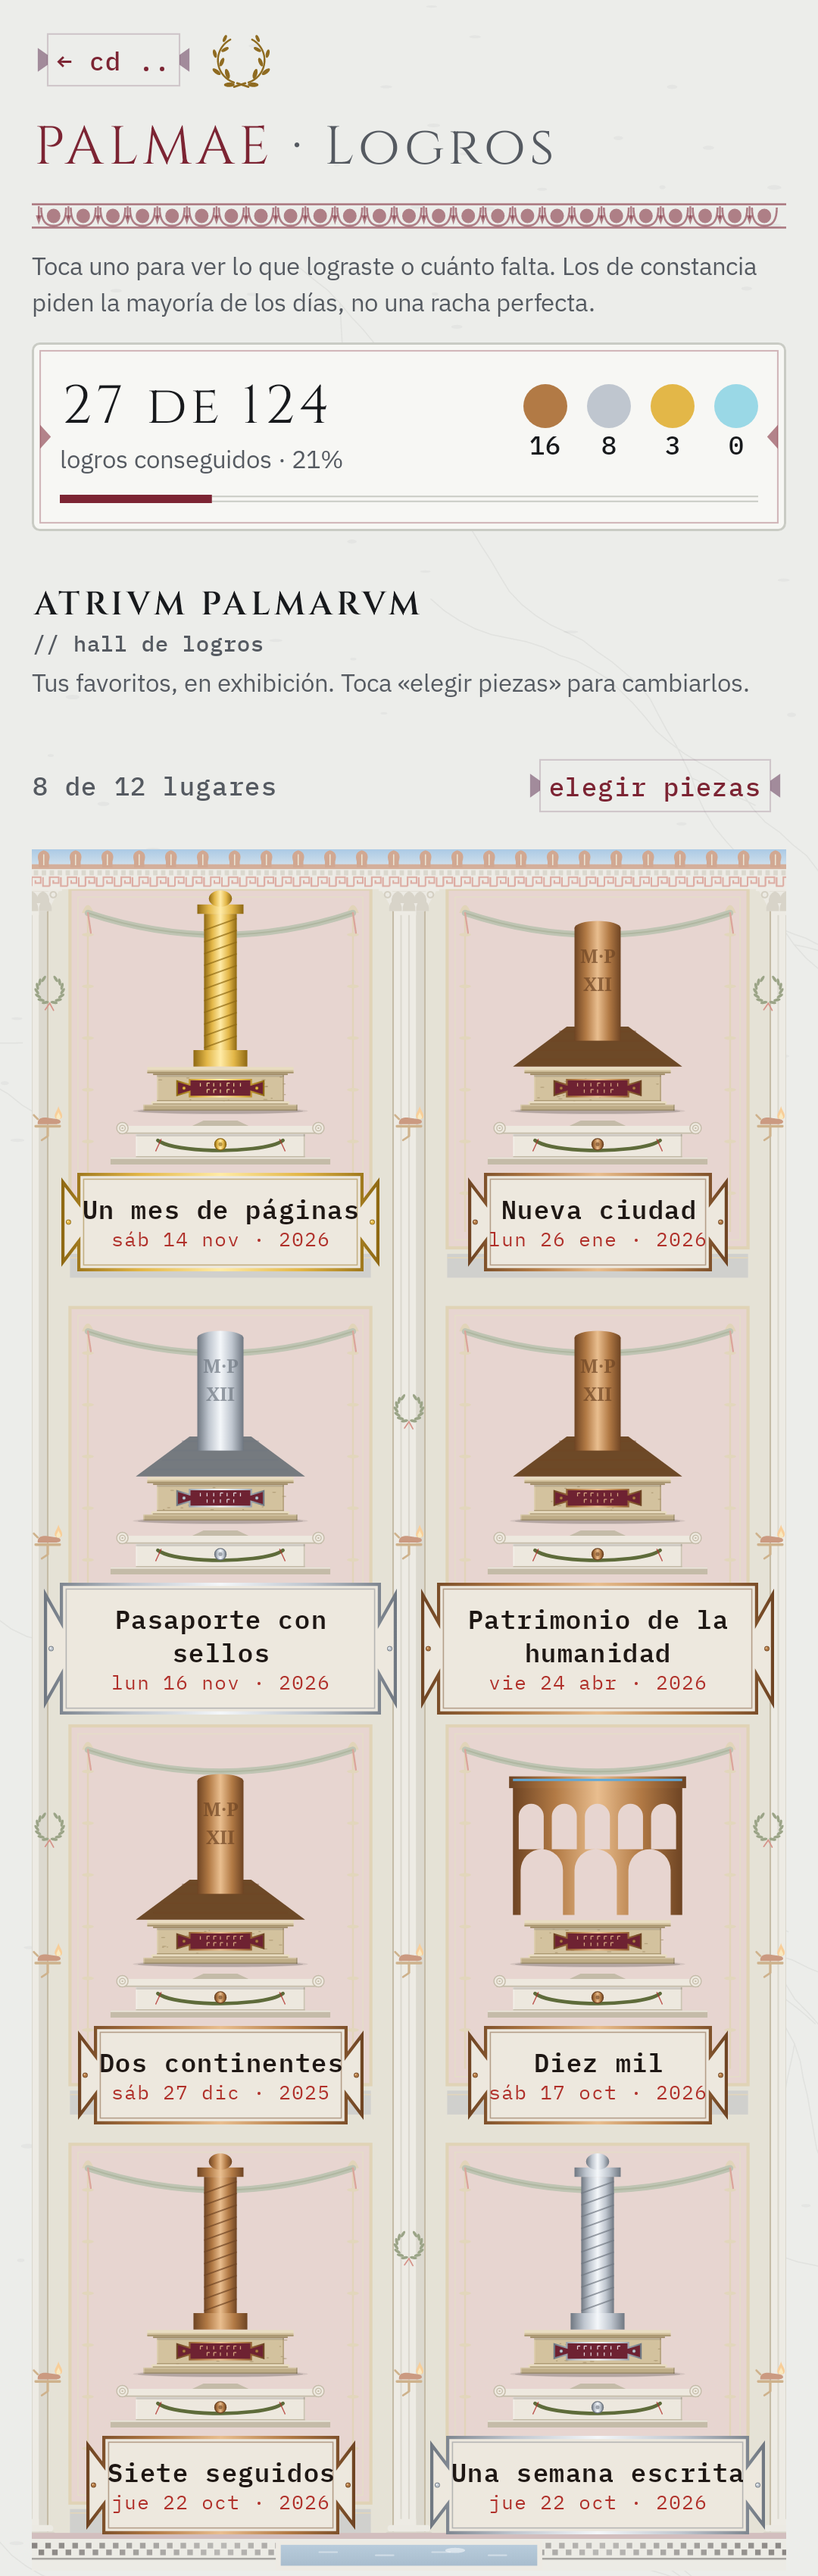 ← cd ..
PALMAE · LOGROS
Toca uno para ver lo que lograste o cuánto falta. Los de constancia
piden la mayoría de los días, no una racha perfecta.
27 DE 124
16 8 3 0
logros conseguidos · 21%
ATRIVM PALMARVM
// hall de logros
Tus favoritos, en exhibición. Toca «elegir piezas» para cambiarlos.
8 de 12 lugares
elegir piezas
M·P
XII
Un mes de páginas
sáb 14 nov · 2026
Nueva ciudad
lun 26 ene · 2026
M·P
XII
M·P
XII
Pasaporte con
sellos
lun 16 nov · 2026
Patrimonio de la
humanidad
vie 24 abr · 2026
M·P
XII
Dos continentes
sáb 27 dic · 2025
Diez mil
sáb 17 oct · 2026
Siete seguidos
jue 22 oct · 2026
Una semana escrita
jue 22 oct · 2026